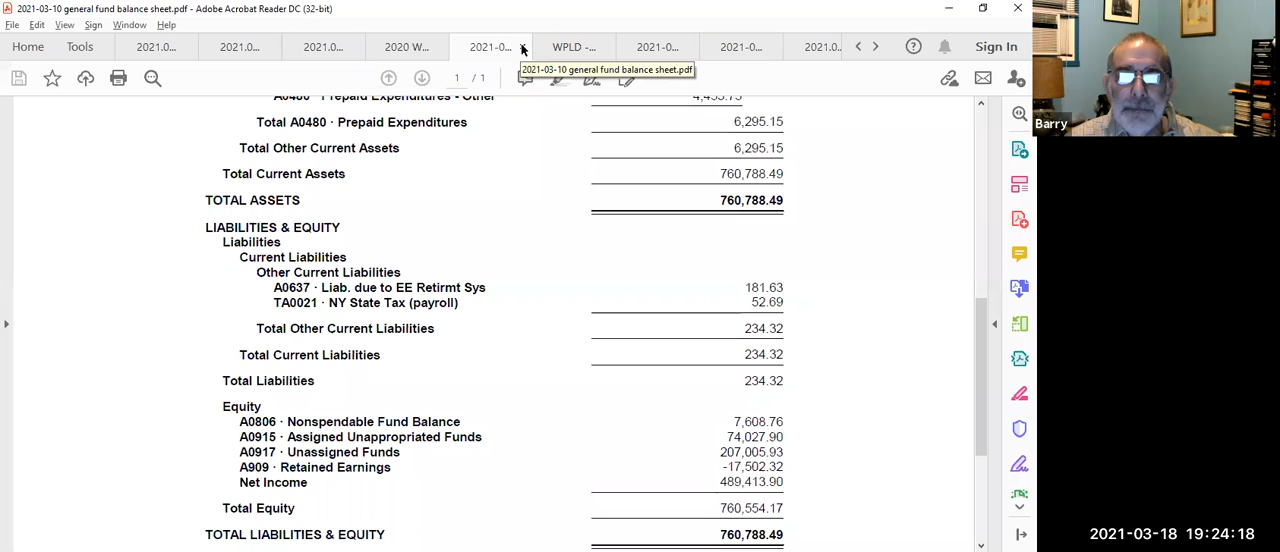 2021-03-10 general fund balance sheet.pdf - Adobe Acrobat Reader DC (32-bit)
File Edit View Sign Window Help
Home Tools 2021.0... 2021.0... 2021.0... 2020 W... 2021-0... WPLD -... 2021-0... 2021-0... 2021.0.. Sign In
2021-03-10 general fund balance sheet.pdf
1 / 1
Barry
A0480 · Prepaid Expenditures - Other 4,453.75
Total A0480 · Prepaid Expenditures 6,295.15
Total Other Current Assets 6,295.15
Total Current Assets 760,788.49
TOTAL ASSETS 760,788.49
LIABILITIES & EQUITY
Liabilities
Current Liabilities
Other Current Liabilities
A0637 · Liab. due to EE Retirmt Sys 181.63
TA0021 · NY State Tax (payroll) 52.69
Total Other Current Liabilities 234.32
Total Current Liabilities 234.32
Total Liabilities 234.32
Equity
A0806 · Nonspendable Fund Balance 7,608.76
A0915 · Assigned Unappropriated Funds 74,027.90
A0917 · Unassigned Funds 207,005.93
A909 · Retained Earnings -17,502.32
Net Income 489,413.90
Total Equity 760,554.17
TOTAL LIABILITIES & EQUITY 760,788.49
2021-03-18 19:24:18